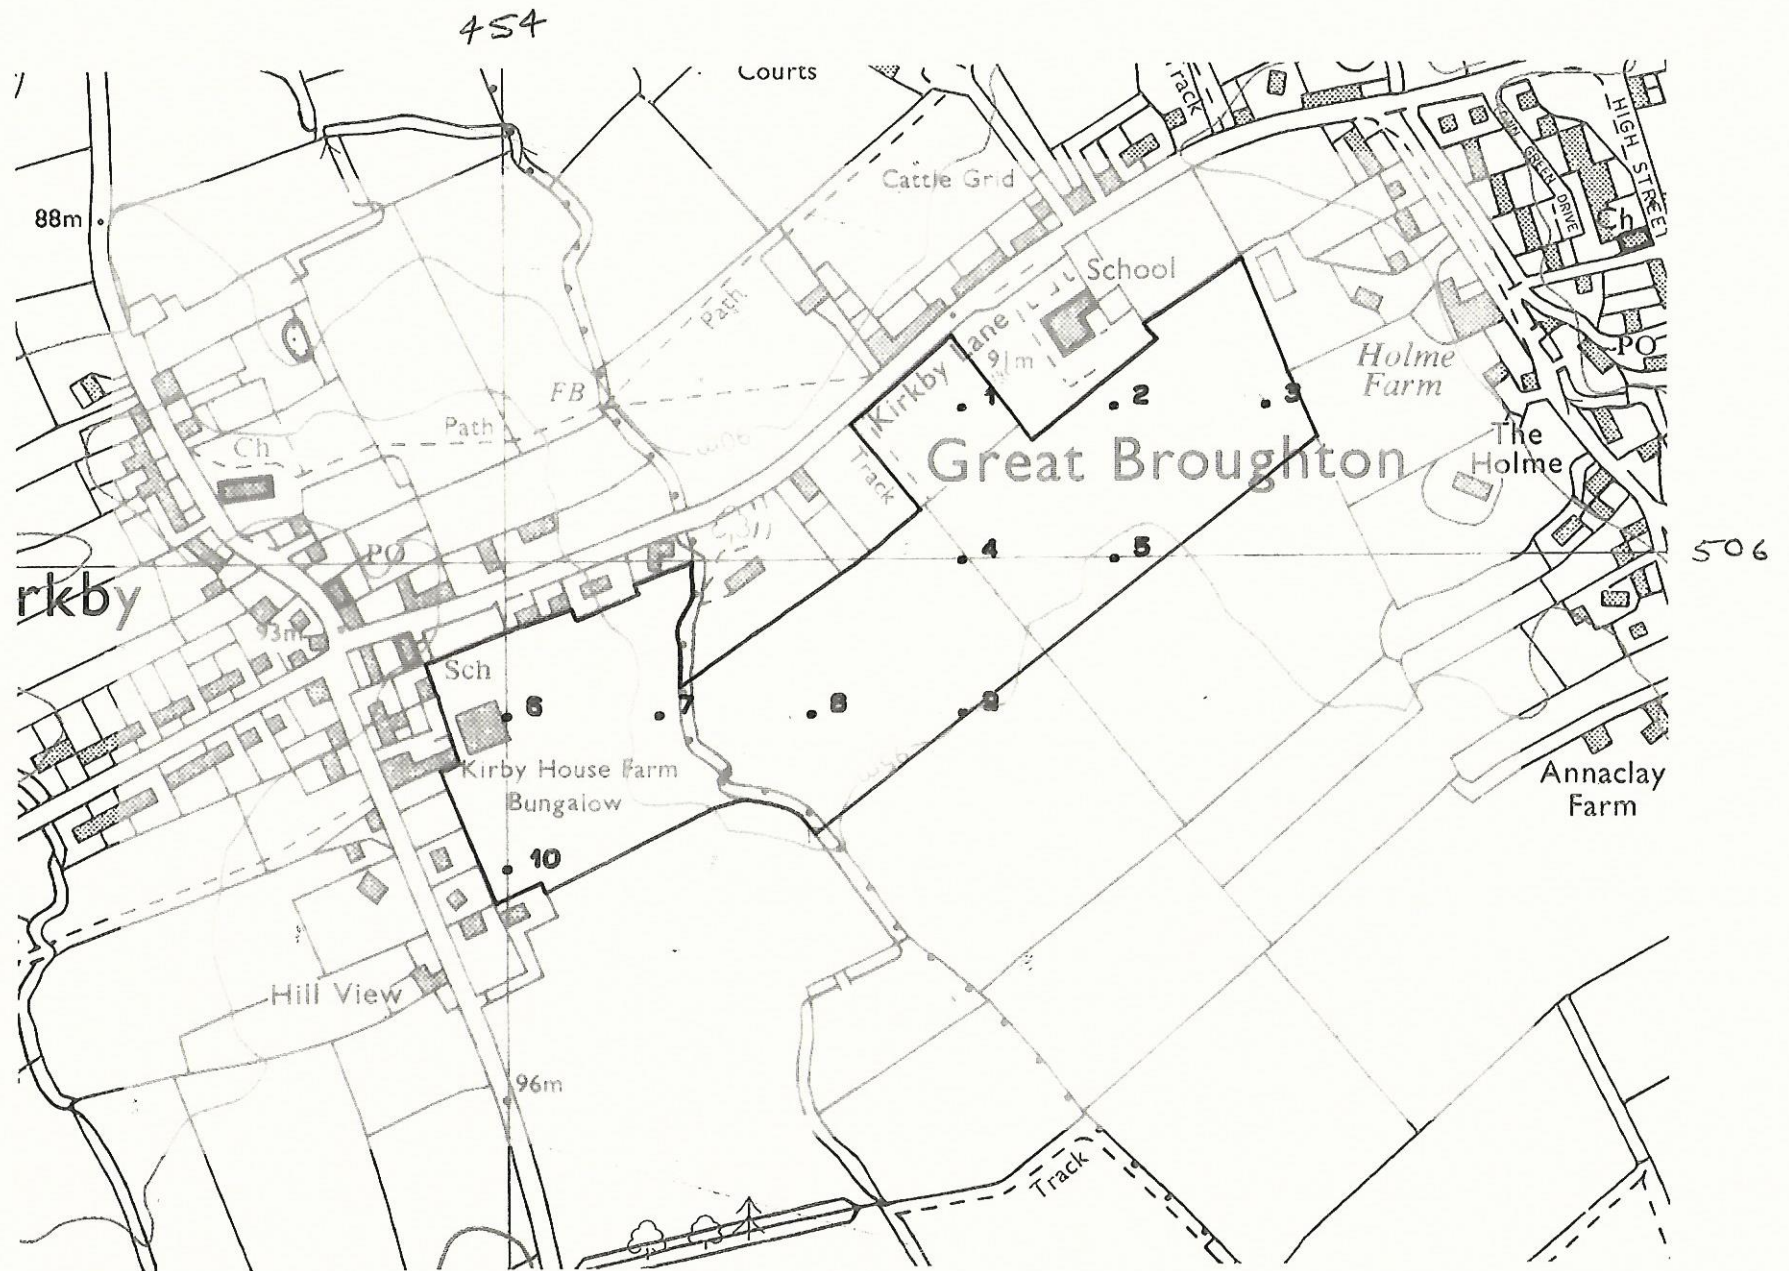 454
Courts
Track
HIGH STREET
GREEN
DRIVE
Cattle Grid
88m
Ch
School
Path
Kirkby Lane
91m
PO
Holme
Farm
FB
1
2
3
Path
Ch
Great Broughton
The
Holme
Track
PO
4
5
506
rkby
93m
Sch
6
7
8
9
Kirby House Farm
Bungalow
Annaclay
Farm
10
Hill View
96m
Track